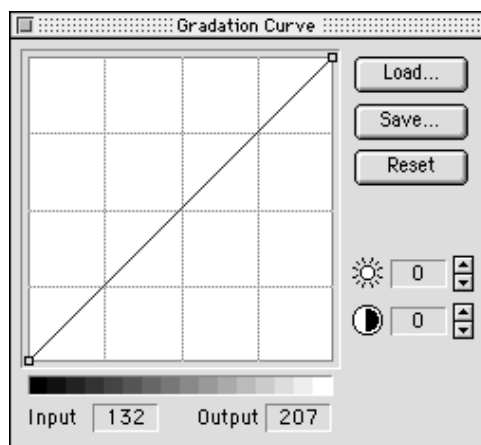 Gradation Curve
Load...
Save...
Reset
0
0
Input 132 Output 207